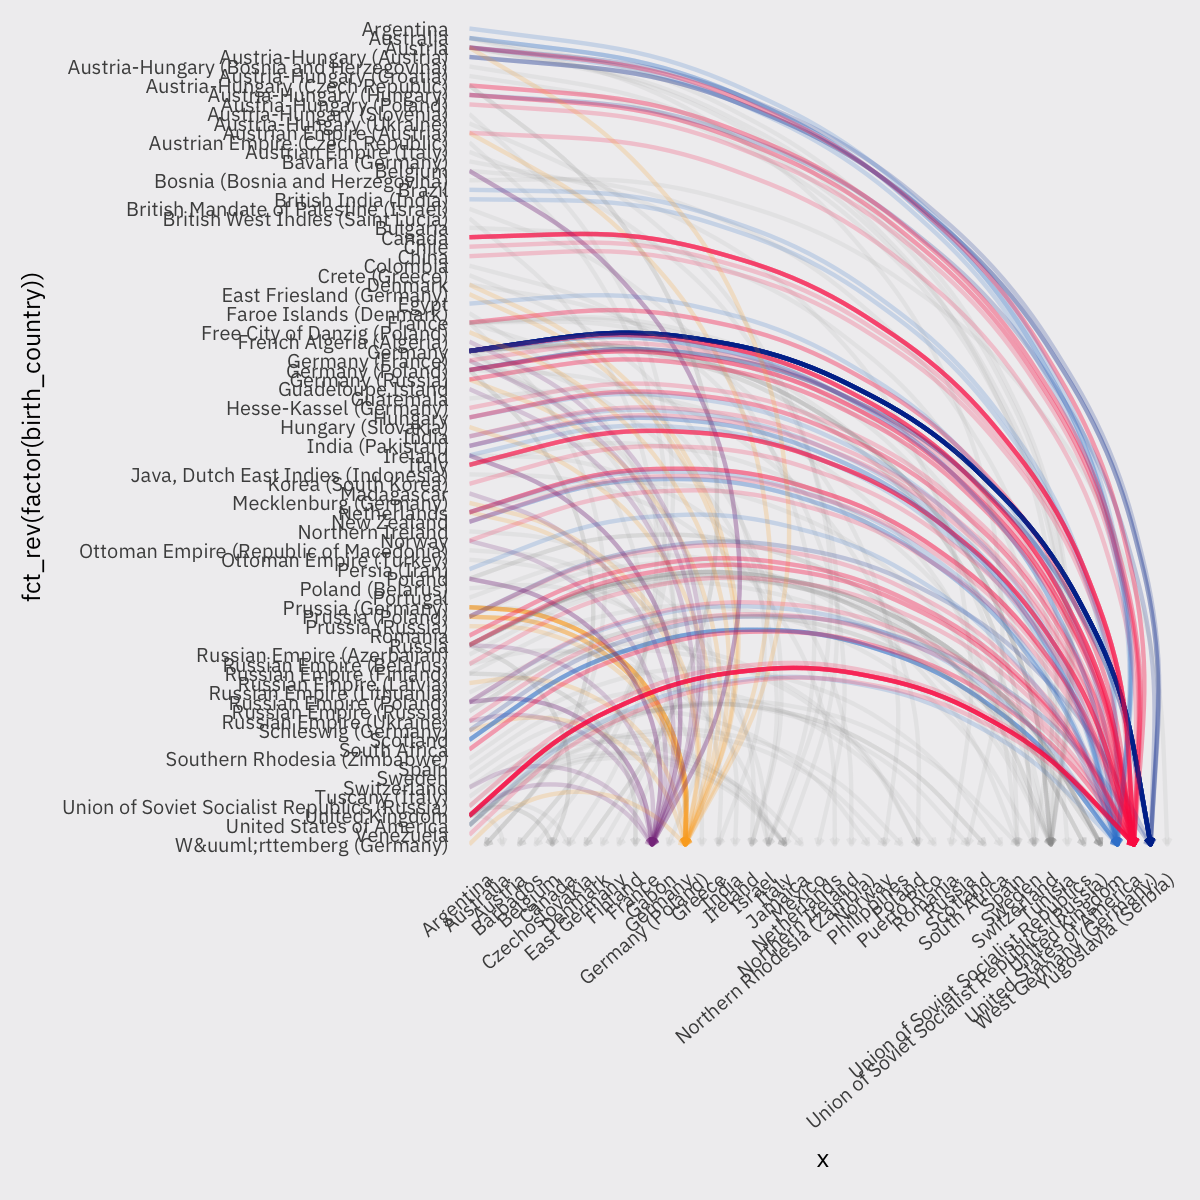 Argentina
Australia
Austria
Austria-Hungary (Austria)
Austria-Hungary (Bosnia and Herzegovina)
Austria-Hungary (Croatia)
Austria-Hungary (Czech Republic)
Austria-Hungary (Hungary)
Austria-Hungary (Poland)
Austria-Hungary (Slovenia)
Austria-Hungary (Ukraine)
Austrian Empire (Austria)
Austrian Empire (Czech Republic)
Austrian Empire (Italy)
Bavaria (Germany)
Belgium
Bosnia (Bosnia and Herzegovina)
Brazil
British India (India)
British Mandate of Palestine (Israel)
British West Indies (Saint Lucia)
Bulgaria
Canada
Chile
China
Colombia
Crete (Greece)
Denmark
East Friesland (Germany)
Egypt
Faroe Islands (Denmark)
France
Free City of Danzig (Poland)
French Algeria (Algeria)
Germany
Germany (France)
Germany (Poland)
Germany (Russia)
Guadeloupe Island
Guatemala
Hesse-Kassel (Germany)
Hungary
Hungary (Slovakia)
India
India (Pakistan)
Ireland
Italy
Java, Dutch East Indies (Indonesia)
Korea (South Korea)
Madagascar
Mecklenburg (Germany)
Netherlands
New Zealand
Northern Ireland
Norway
Ottoman Empire (Republic of Macedonia)
Ottoman Empire (Turkey)
Persia (Iran)
Poland
Poland (Belarus)
Portugal
Prussia (Germany)
Prussia (Poland)
Prussia (Russia)
Romania
Russia
Russian Empire (Azerbaijan)
Russian Empire (Belarus)
Russian Empire (Finland)
Russian Empire (Latvia)
Russian Empire (Lithuania)
Russian Empire (Poland)
Russian Empire (Russia)
Russian Empire (Ukraine)
Schleswig (Germany)
Scotland
South Africa
Southern Rhodesia (Zimbabwe)
Spain
Sweden
Switzerland
Tuscany (Italy)
Union of Soviet Socialist Republics (Russia)
United Kingdom
United States of America
Venezuela
W&uuml;rttemberg (Germany)
fct_rev(factor(birth_country))
Argentina
Australia
Austria
Barbados
Belgium
Canada
Czechoslovakia
Denmark
East Germany
Finland
France
Gabon
Germany
Germany (Poland)
Greece
India
Ireland
Israel
Italy
Jamaica
Mexico
Netherlands
Northern Ireland
Northern Rhodesia (Zambia)
Norway
Philippines
Poland
Puerto Rico
Romania
Russia
Scotland
South Africa
Spain
Sweden
Switzerland
Tunisia
Union of Soviet Socialist Republics
Union of Soviet Socialist Republics (Russia)
United Kingdom
United States of America
West Germany (Germany)
Yugoslavia (Serbia)
x